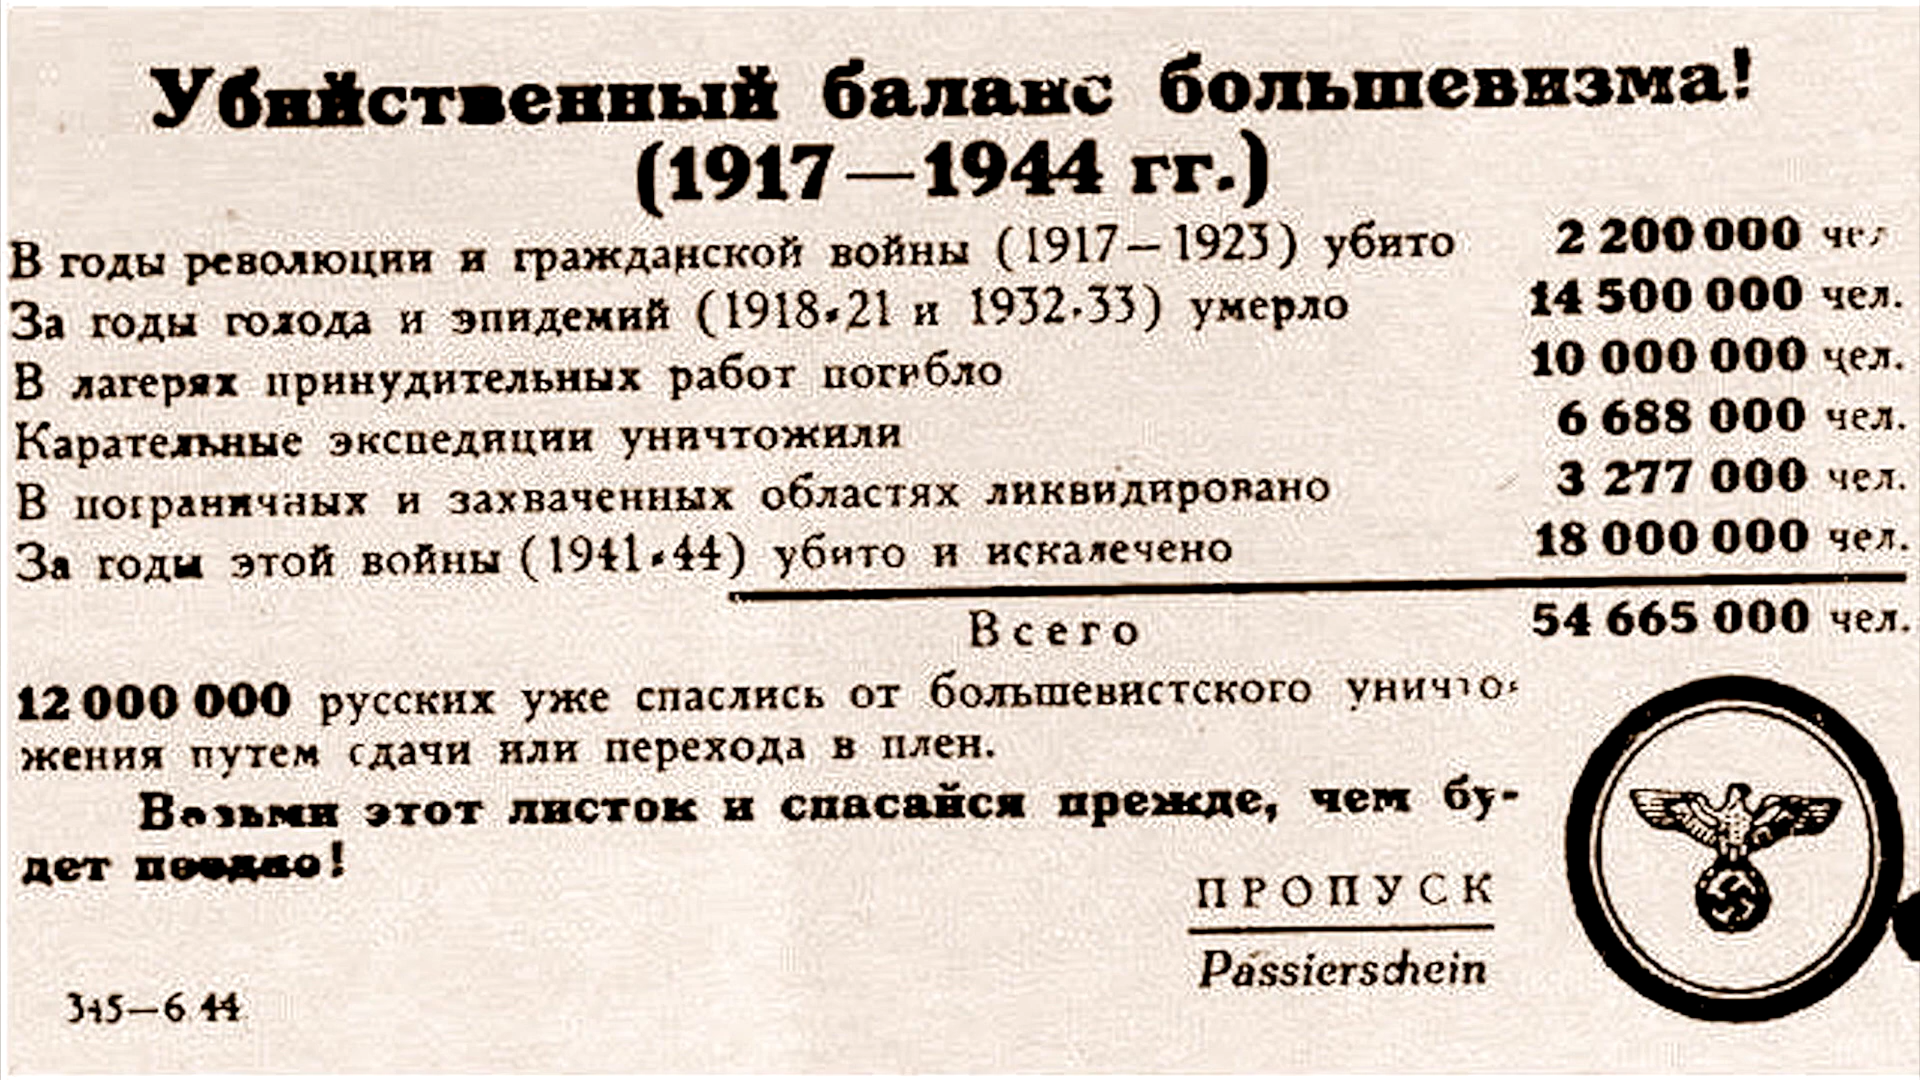 Убийственный баланс большевизма!
(1917—1944 гг.)
В годы революции и гражданской войны (1917—1923) убито 2 200 000 чел
За годы голода и эпидемий (1918-21 и 1932-33) умерло 14 500 000 чел.
В лагерях принудительных работ погибло 10 000 000 чел.
Карательные экспедиции уничтожили 6 688 000 чел.
В пограничных и захваченных областях ликвидировано 3 277 000 чел.
За годы этой войны (1941-44) убито и искалечено 18 000 000 чел.
Всего 54 665 000 чел.
12 000 000 русских уже спаслись от большевистского уничто-
жения путем сдачи или перехода в плен.
Возьми этот листок и спасайся прежде, чем бу-
дет поздно!
ПРОПУСК
Passierschein
345—6 44